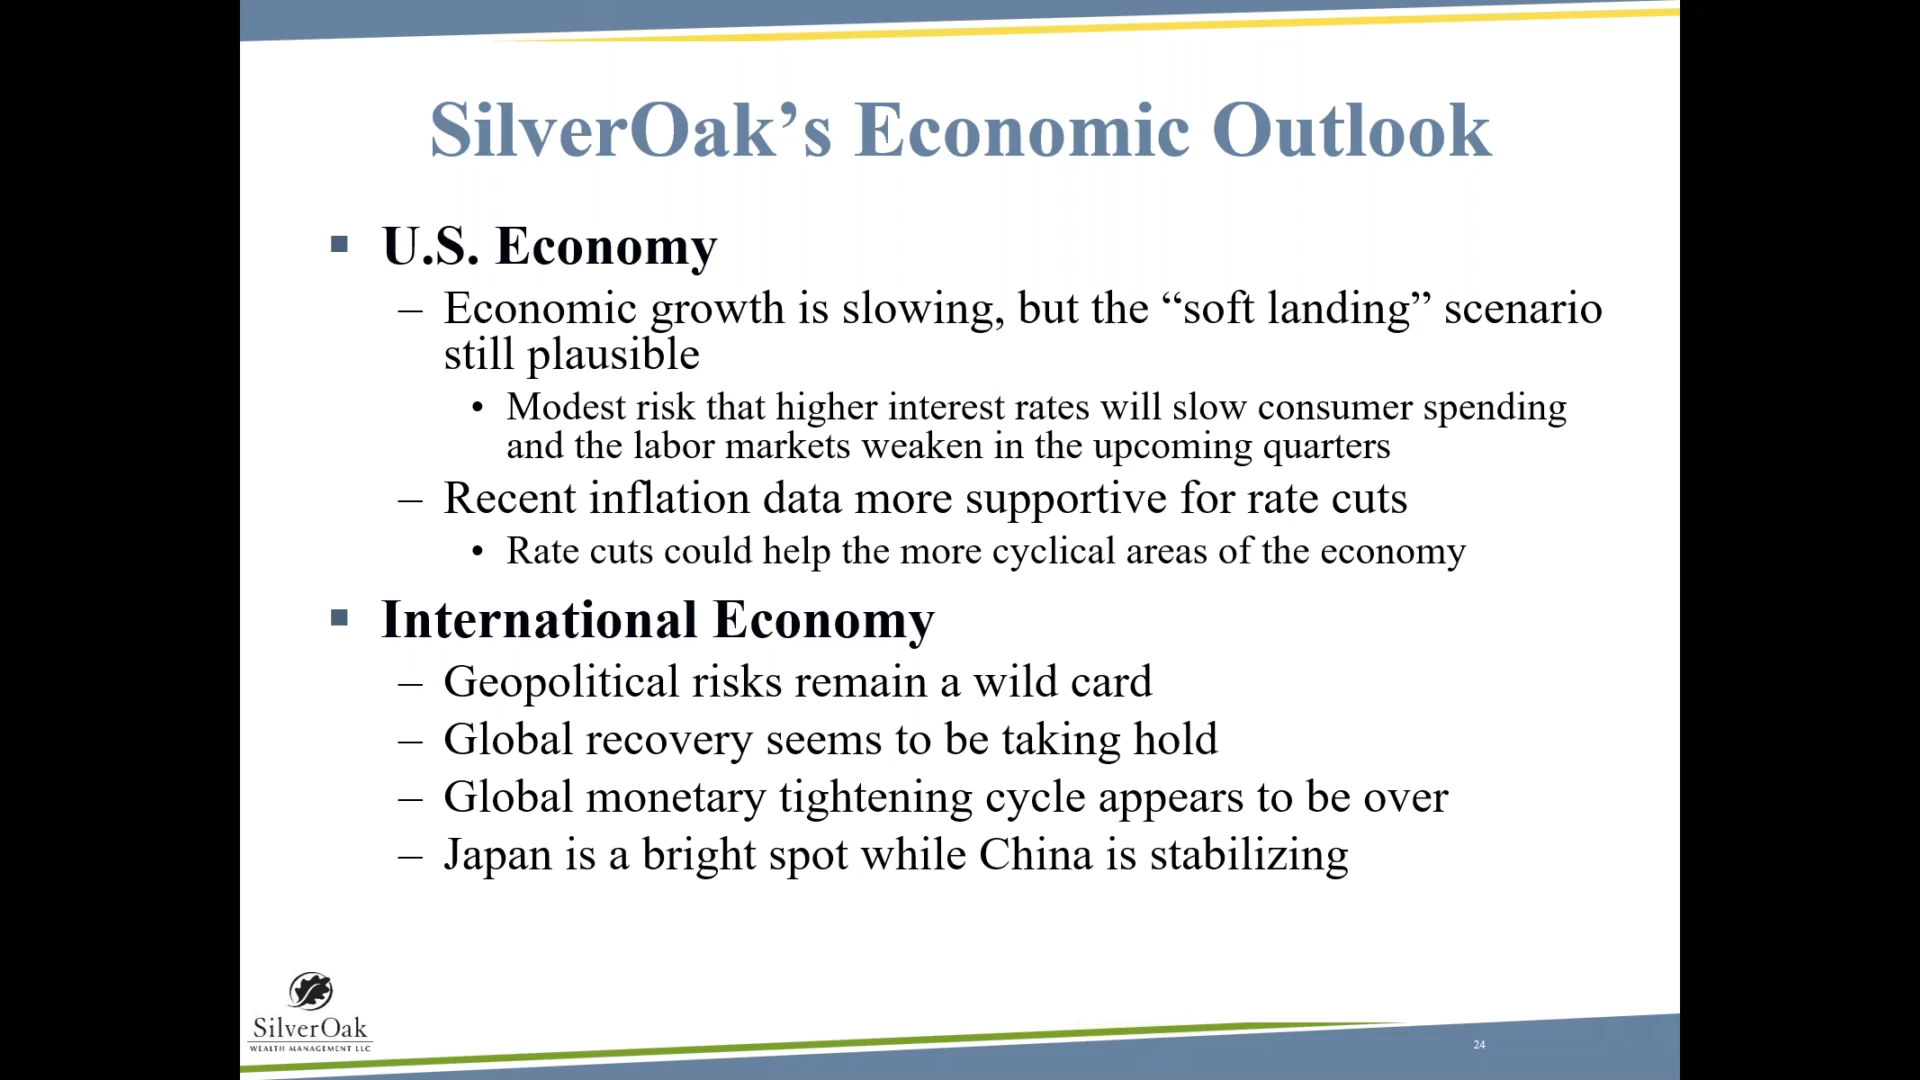 SilverOak’s Economic Outlook
▪ U.S. Economy
– Economic growth is slowing, but the “soft landing” scenario
still plausible
• Modest risk that higher interest rates will slow consumer spending
and the labor markets weaken in the upcoming quarters
– Recent inflation data more supportive for rate cuts
• Rate cuts could help the more cyclical areas of the economy
▪ International Economy
– Geopolitical risks remain a wild card
– Global recovery seems to be taking hold
– Global monetary tightening cycle appears to be over
– Japan is a bright spot while China is stabilizing
SilverOak
WEALTH MANAGEMENT LLC
24